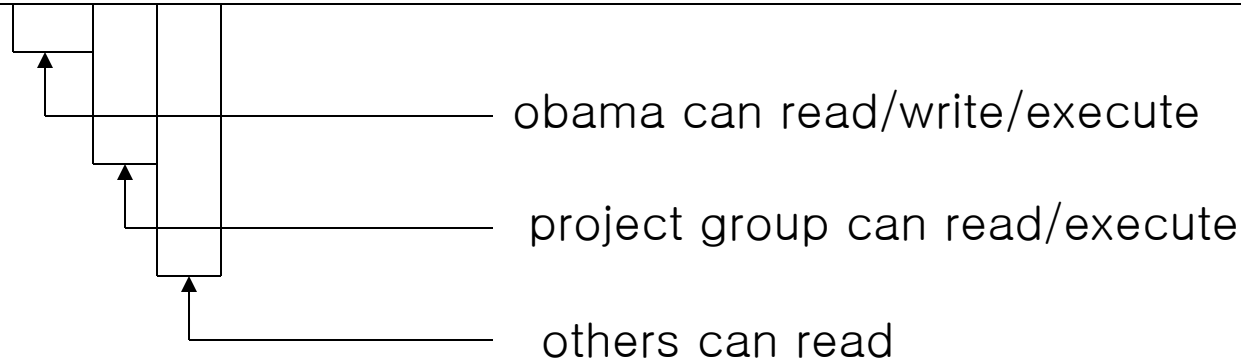 obama can read/write/execute
project group can read/execute
others can read